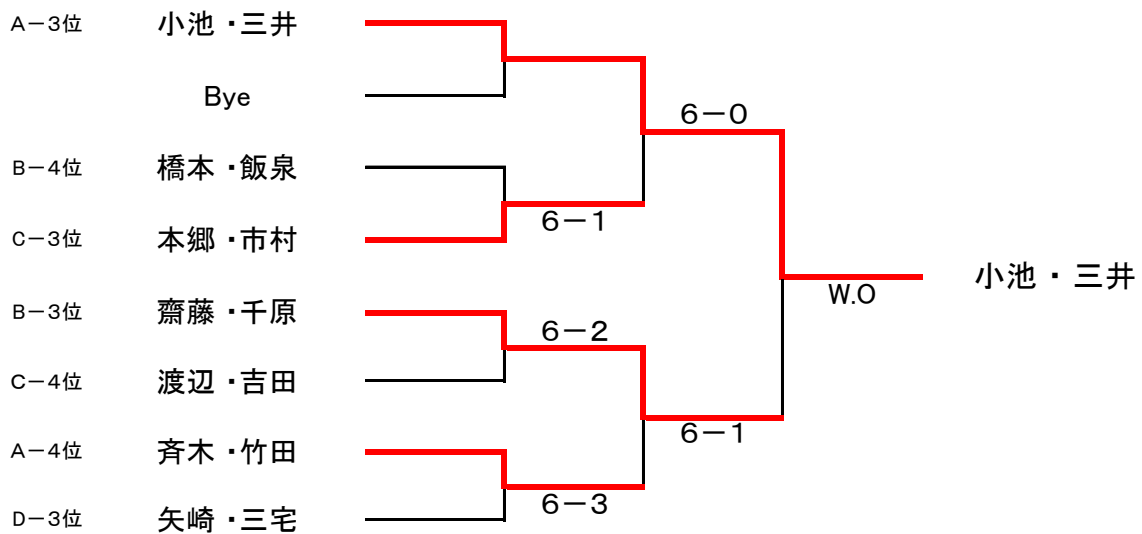 A－3位 小池・三井
Bye
6－0
B－4位 橋本・飯泉
6－1
C－3位 本郷・市村
小池・三井
W.O
B－3位 齋藤・千原
6－2
C－4位 渡辺・吉田
6－1
A－4位 斉木・竹田
6－3
D－3位 矢崎・三宅